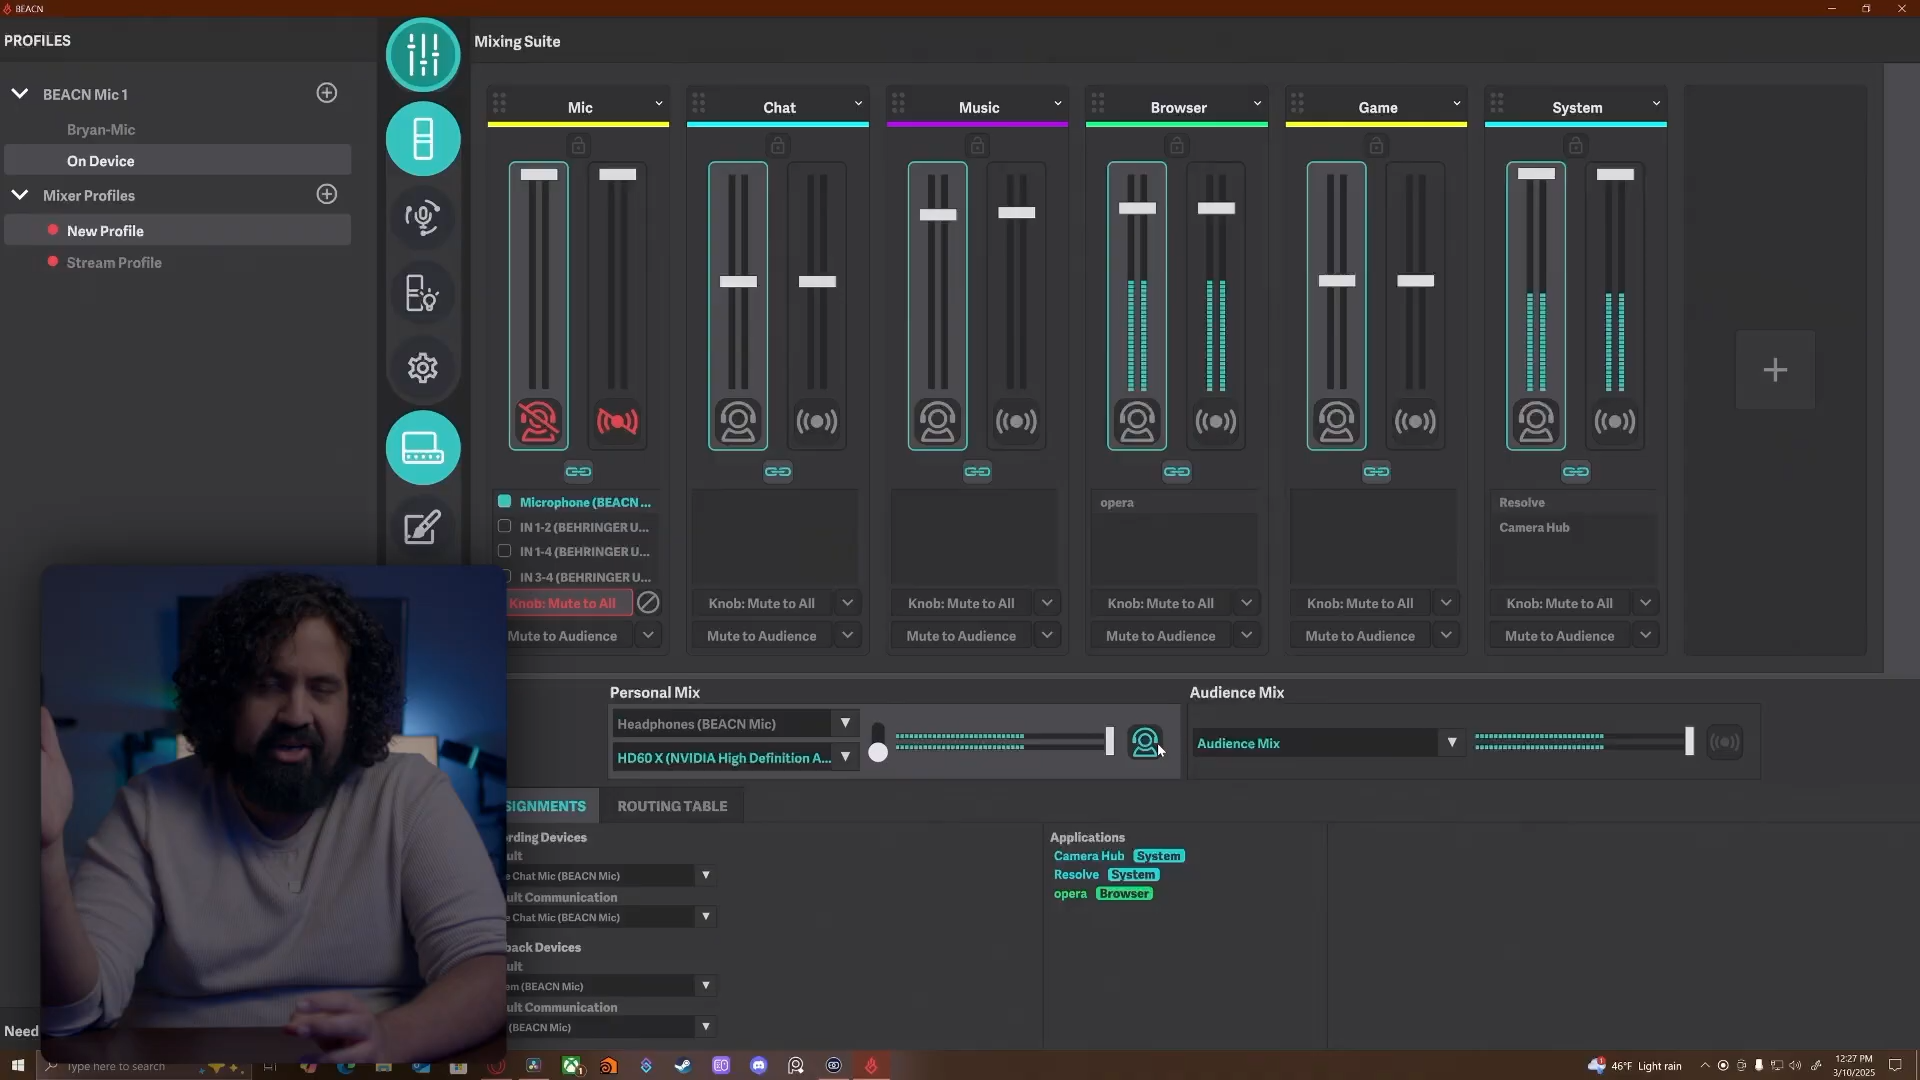 BEACN
PROFILES
BEACN Mic 1
Bryan-Mic
On Device
Mixer Profiles
New Profile
Stream Profile
Mixing Suite
Mic
Chat
Music
Browser
Game
System
Microphone (BEACN ...
IN 1-2 (BEHRINGER U...
IN 1-4 (BEHRINGER U...
IN 3-4 (BEHRINGER U...
opera
Resolve
Camera Hub
Knob: Mute to All
Knob: Mute to All
Knob: Mute to All
Knob: Mute to All
Knob: Mute to All
Knob: Mute to All
Mute to Audience
Mute to Audience
Mute to Audience
Mute to Audience
Mute to Audience
Mute to Audience
Personal Mix
Headphones (BEACN Mic)
HD60 X (NVIDIA High Definition A...
Audience Mix
Audience Mix
SIGNMENTS
ROUTING TABLE
rding Devices
ult
e Chat Mic (BEACN Mic)
ult Communication
e Chat Mic (BEACN Mic)
back Devices
ult
em (BEACN Mic)
ult Communication
(BEACN Mic)
Applications
Camera Hub System
Resolve System
opera Browser
Need
Type here to search
46°F Light rain
12:27 PM
3/10/2025